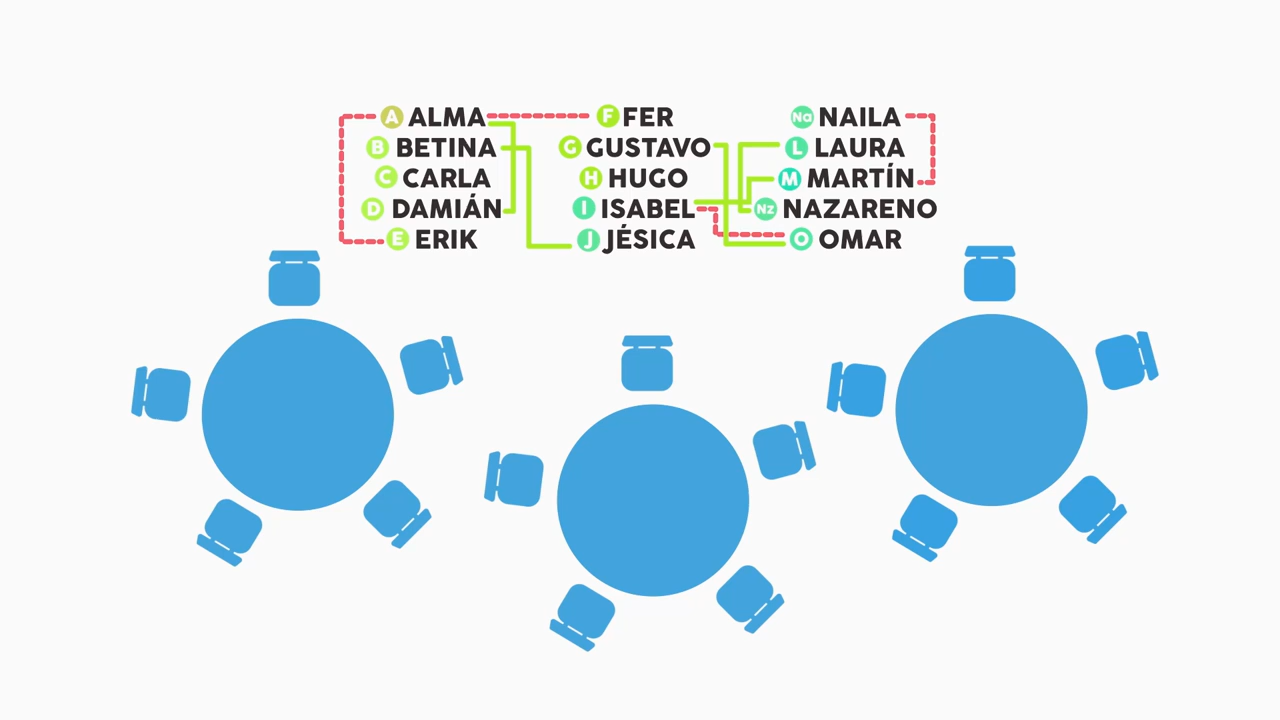 A ALMA
B BETINA
C CARLA
D DAMIÁN
E ERIK
F FER
G GUSTAVO
H HUGO
I ISABEL
J JÉSICA
Na NAILA
L LAURA
M MARTÍN
Nz NAZARENO
O OMAR